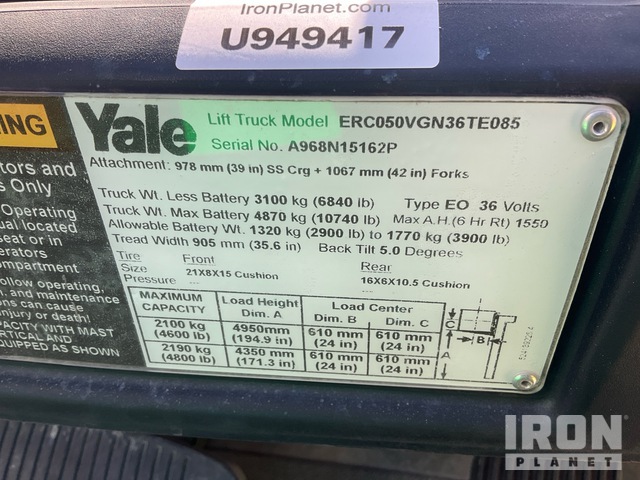 IronPlanet.com
U949417
ING
Yale
Lift Truck Model ERC050VGN36TE085
Serial No. A968N15162P
Attachment: 978 mm (39 in) SS Crg + 1067 mm (42 in) Forks
Truck Wt. Less Battery 3100 kg (6840 lb) Type EO 36 Volts
Truck Wt. Max Battery 4870 kg (10740 lb) Max A.H.(6 Hr Rt) 1550
Allowable Battery Wt. 1320 kg (2900 lb) to 1770 kg (3900 lb)
Tread Width 905 mm (35.6 in) Back Tilt 5.0 Degrees
Tire Front Rear
Size 21X8X15 Cushion 16X6X10.5 Cushion
Pressure --- ---
MAXIMUM CAPACITY Load Height Dim. A Load Center Dim. B Dim. C
2100 kg (4600 lb) 4950mm (194.9 in) 610 mm (24 in) 610 mm (24 in)
2190 kg (4800 lb) 4350 mm (171.3 in) 610 mm (24 in) 610 mm (24 in)
C
B
A
ators and
s Only
Operating
ual located
seat or in
erators
compartment
llow operating,
and maintenance
ons can cause
injury or death!
CAPACITY WITH MAST
TICAL AND
EQUIPPED AS SHOWN
IRON
PLANET